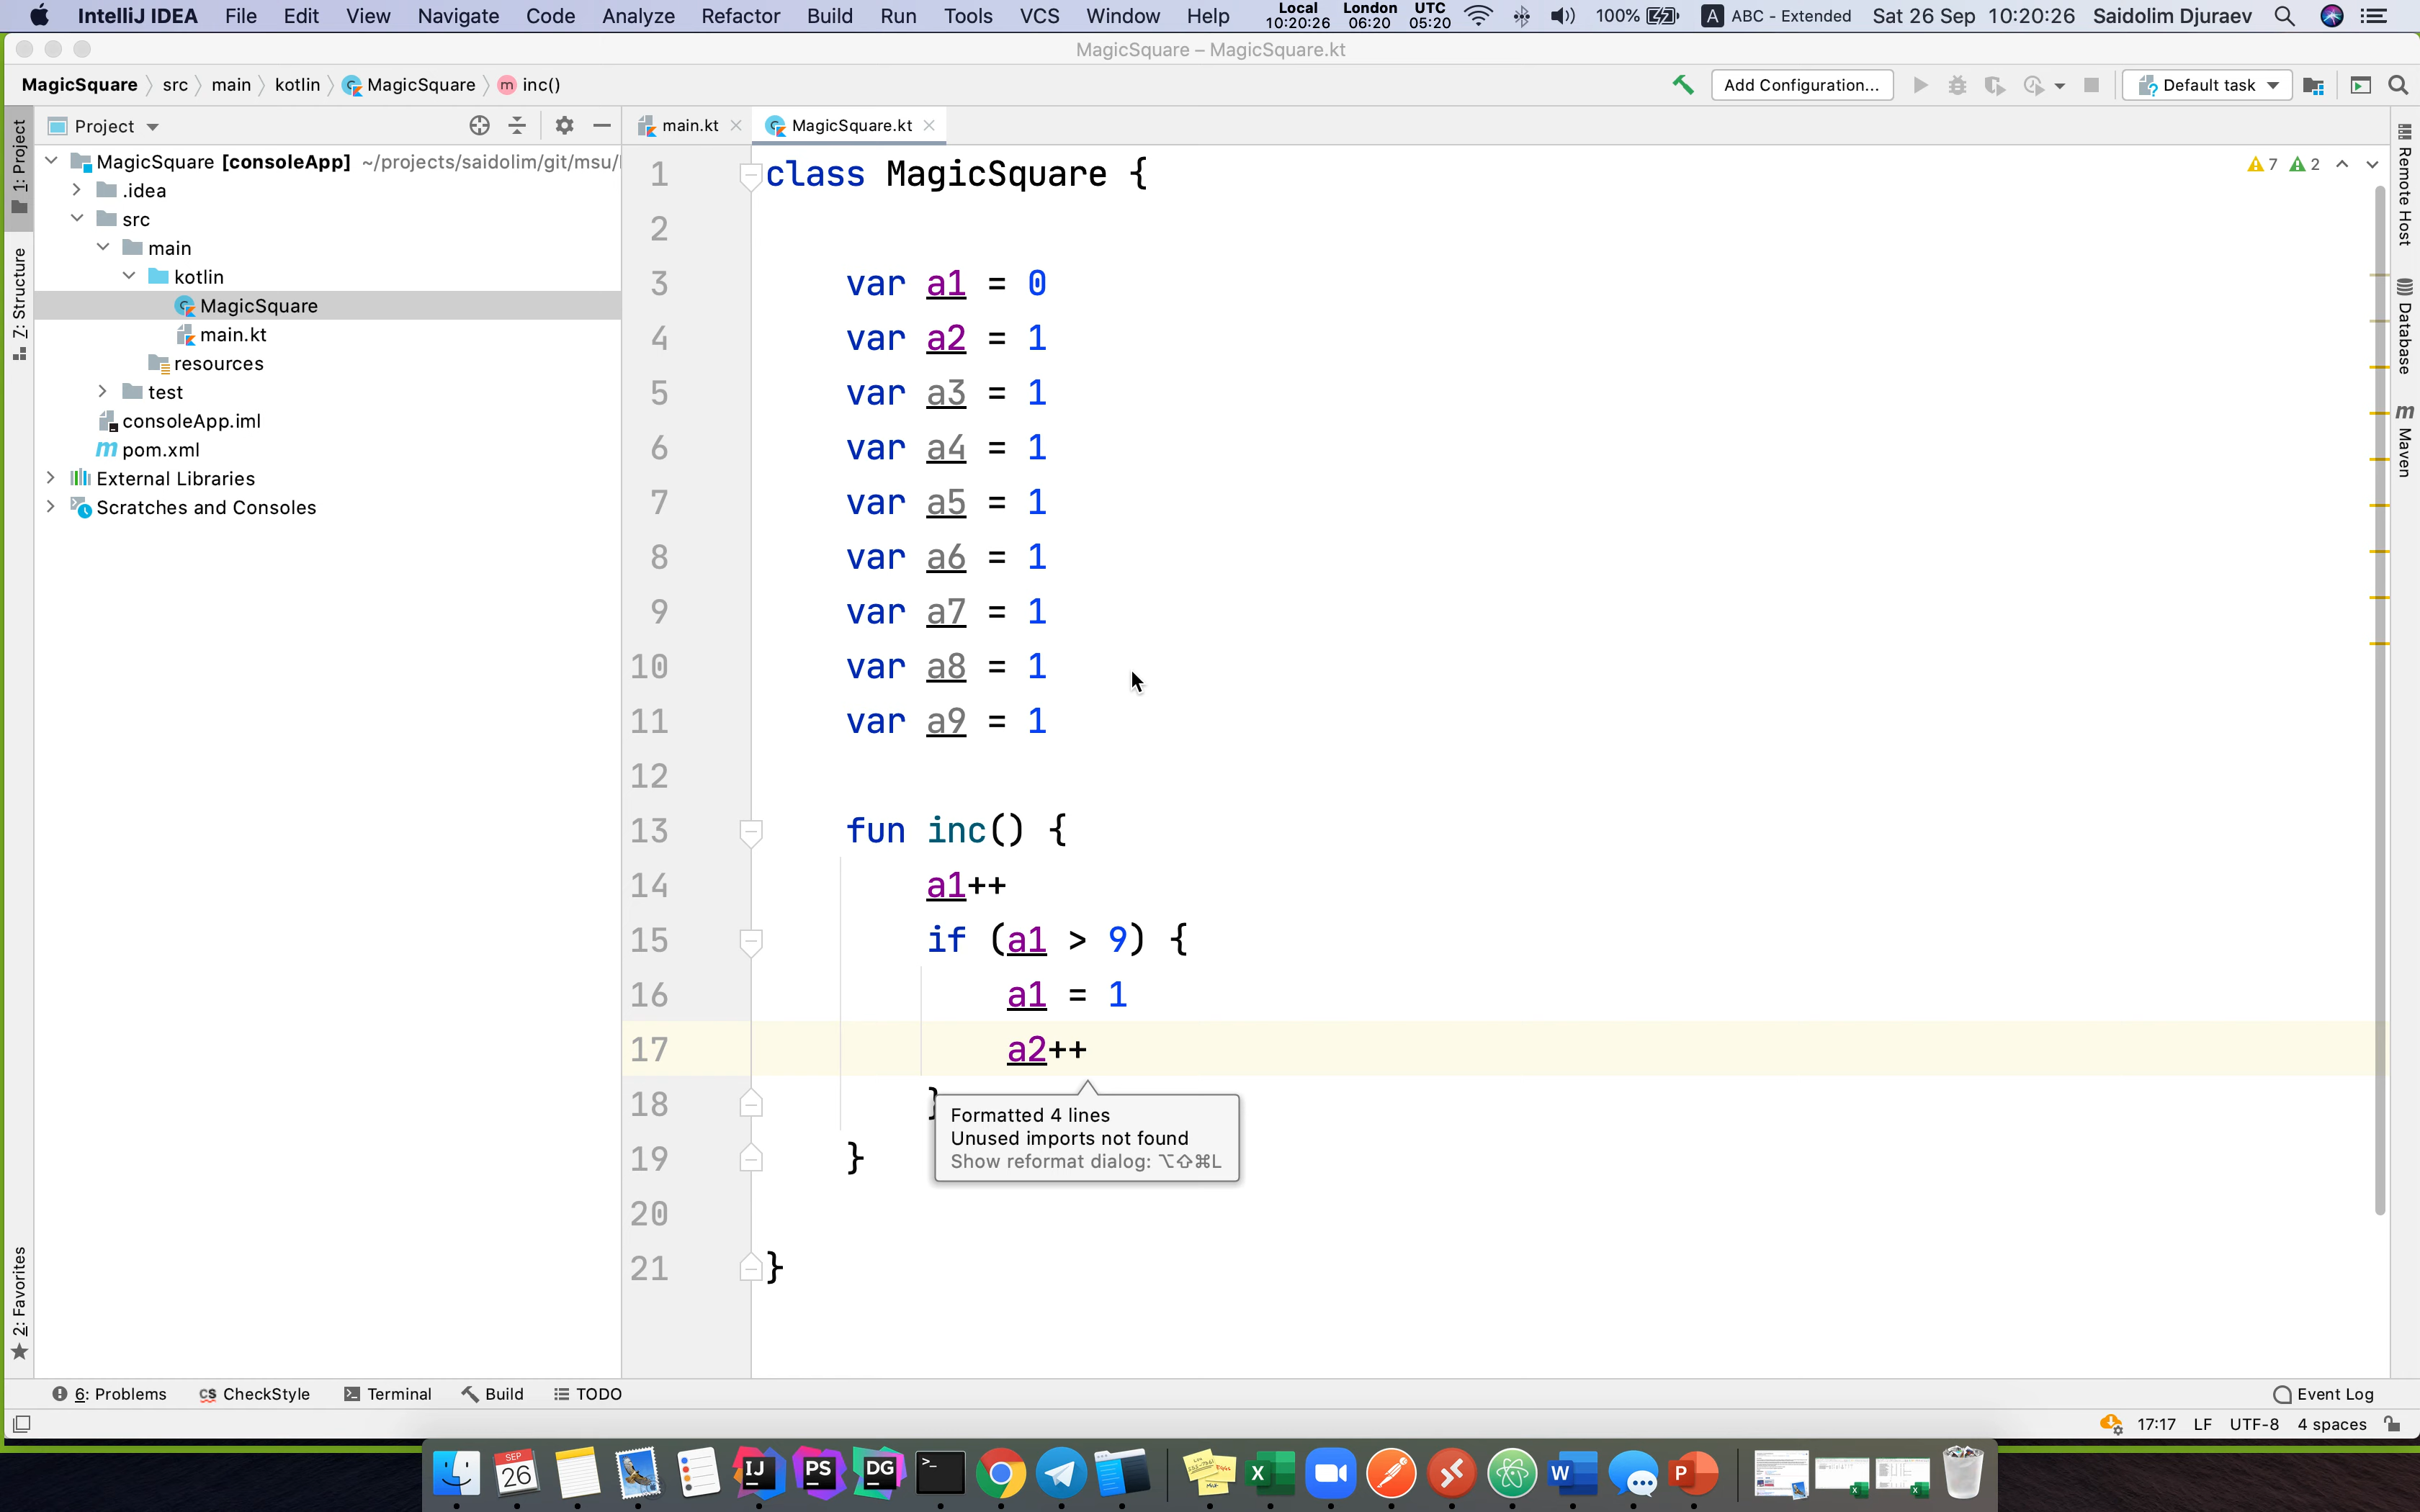 IntelliJ IDEA File Edit View Navigate Code Analyze Refactor Build Run Tools VCS Window Help Local 10:20:26 London 06:20 UTC 05:20 100% A ABC - Extended Sat 26 Sep 10:20:26 Saidolim Djuraev
MagicSquare – MagicSquare.kt
MagicSquare src main kotlin MagicSquare m inc() Add Configuration... Default task
Project main.kt MagicSquare.kt
1: Project
Z: Structure
2: Favorites
MagicSquare [consoleApp] ~/projects/saidolim/git/msu/
.idea
src
main
kotlin
MagicSquare
main.kt
resources
test
consoleApp.iml
m pom.xml
External Libraries
Scratches and Consoles
7 2
1 class MagicSquare {
2
3 var a1 = 0
4 var a2 = 1
5 var a3 = 1
6 var a4 = 1
7 var a5 = 1
8 var a6 = 1
9 var a7 = 1
10 var a8 = 1
11 var a9 = 1
12
13 fun inc() {
14 a1++
15 if (a1 > 9) {
16 a1 = 1
17 a2++
18 }
19 }
20
21 }
Formatted 4 lines
Unused imports not found
Show reformat dialog: ⌥⇧⌘L
Remote Host
Database
m Maven
6: Problems CS CheckStyle Terminal Build TODO Event Log
17:17 LF UTF-8 4 spaces
SEP 26 IJ PS DG >_ X W P